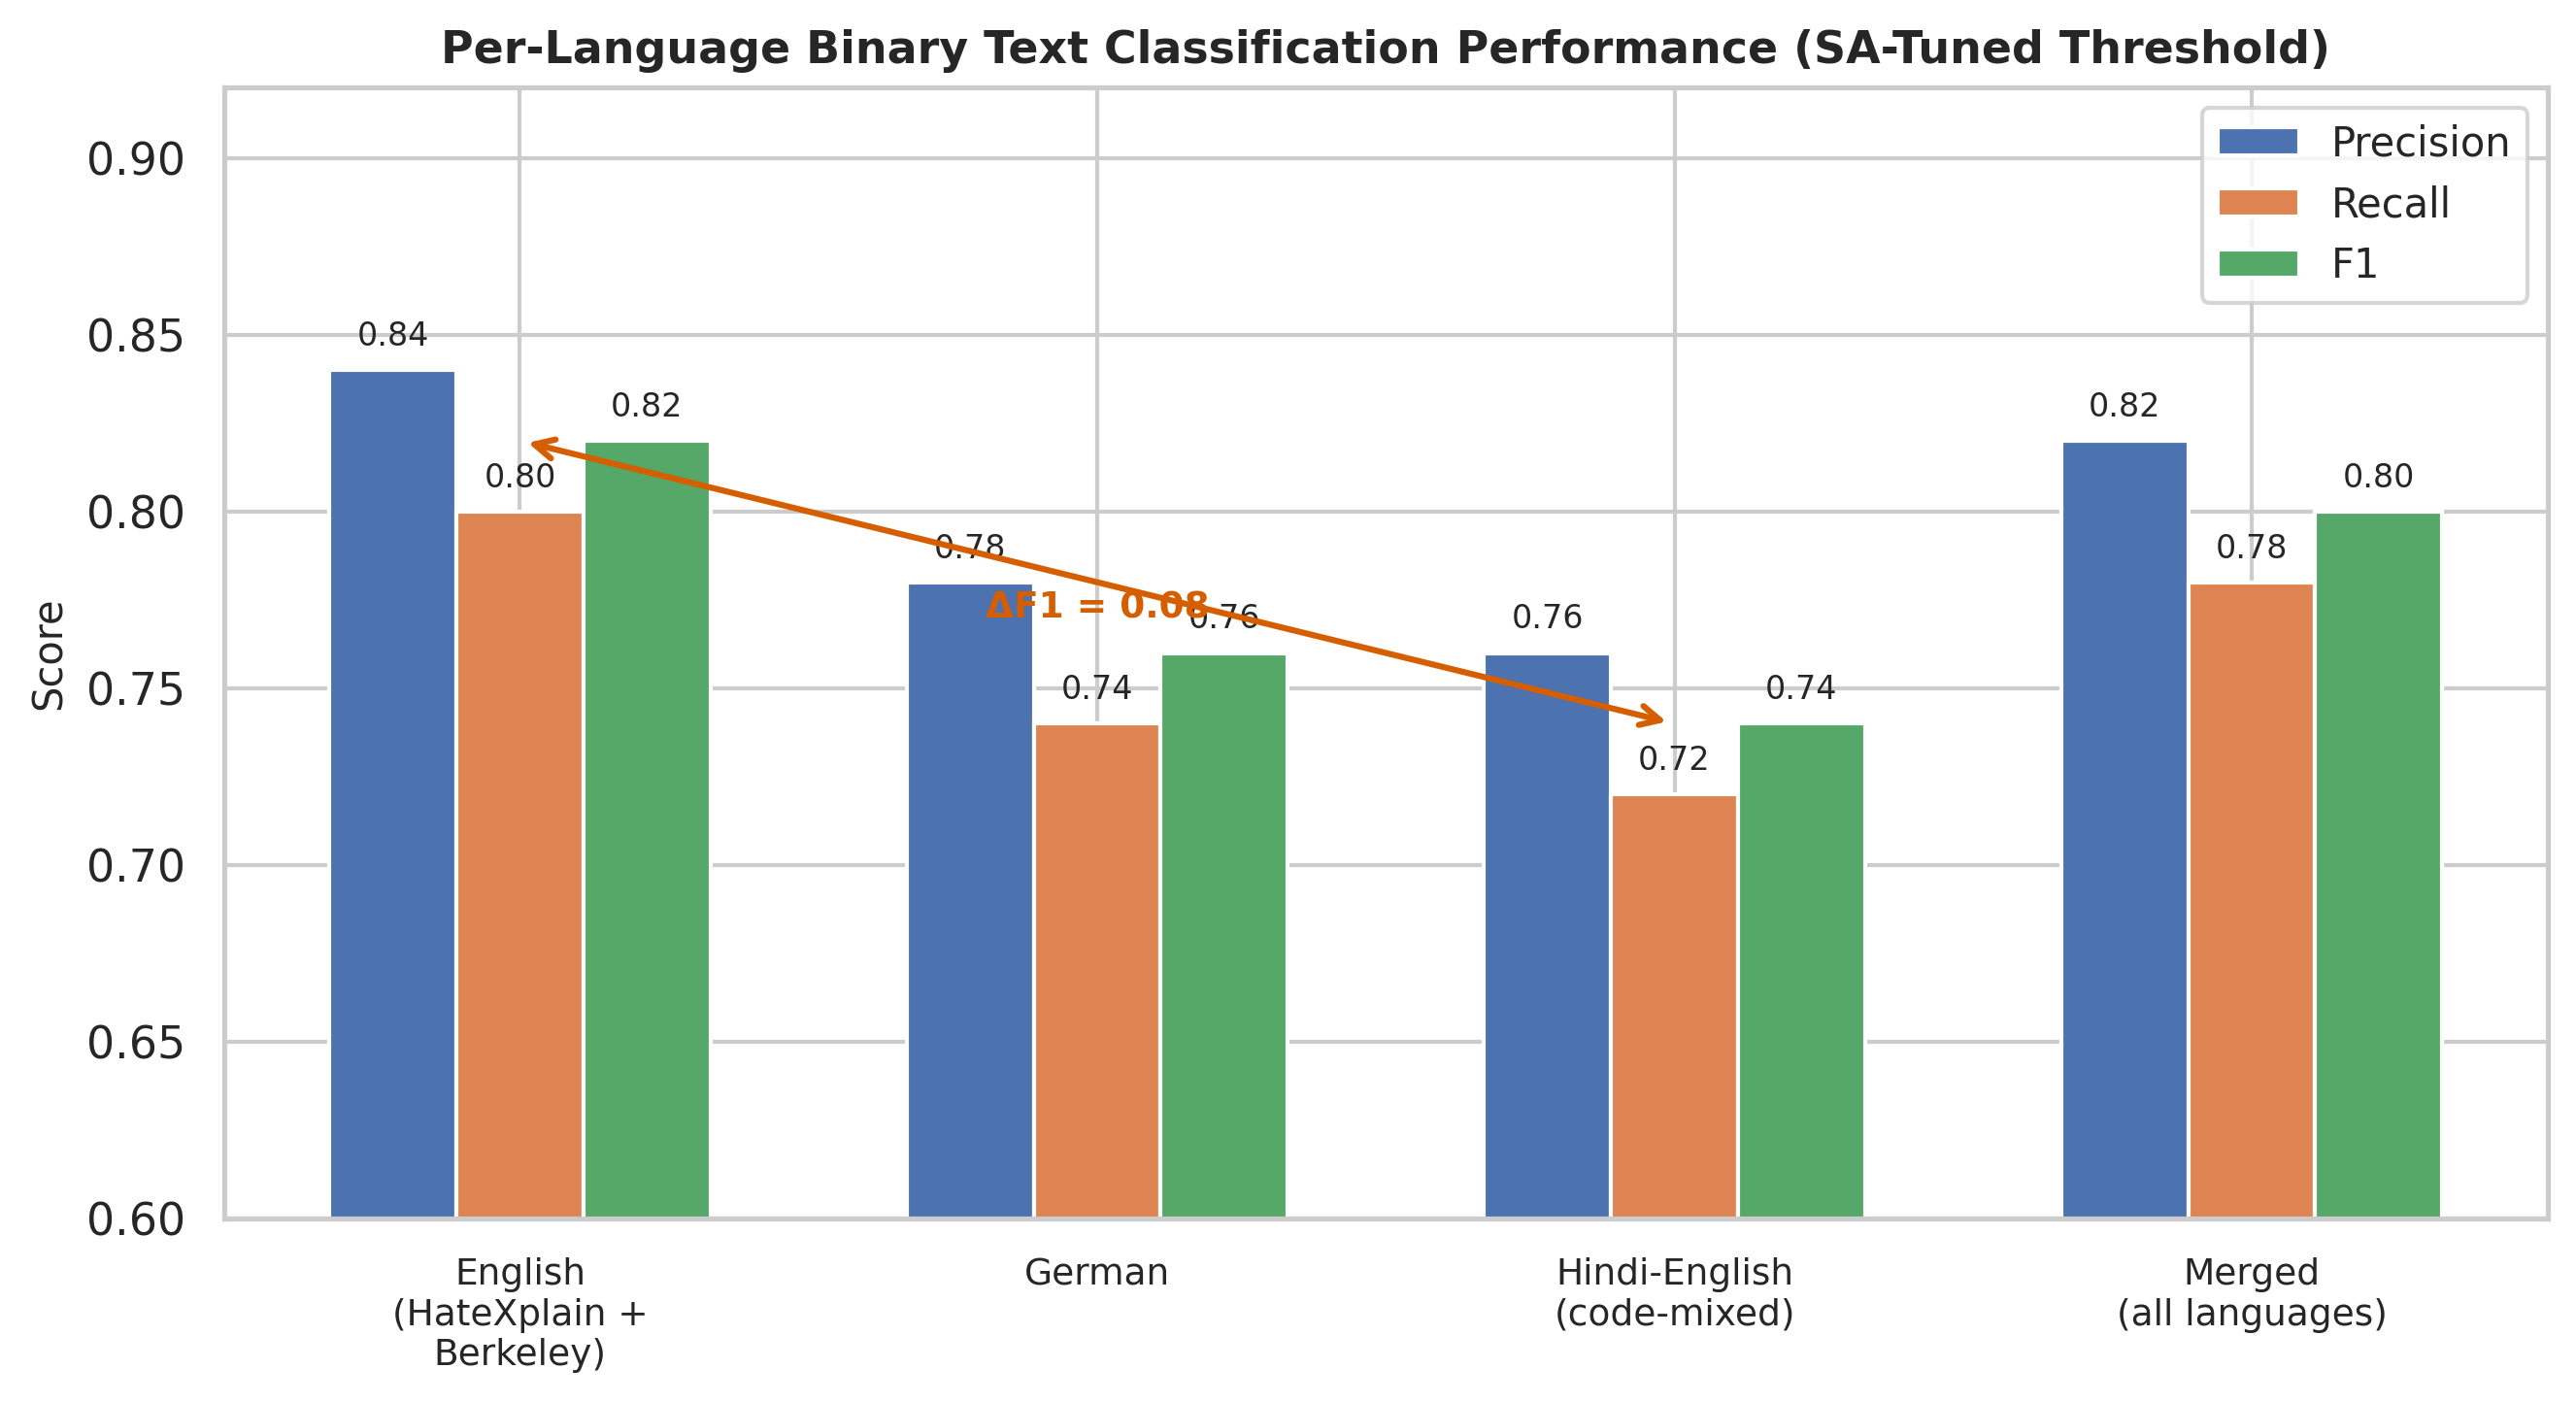 Per-Language Binary Text Classification Performance (SA-Tuned Threshold)
Precision
Recall
F1
Score
0.90
0.85
0.80
0.75
0.70
0.65
0.60
0.84
0.80
0.82
0.78
0.74
0.76
ΔF1 = 0.08
0.76
0.72
0.74
0.82
0.78
0.80
English
(HateXplain +
Berkeley)
German
Hindi-English
(code-mixed)
Merged
(all languages)